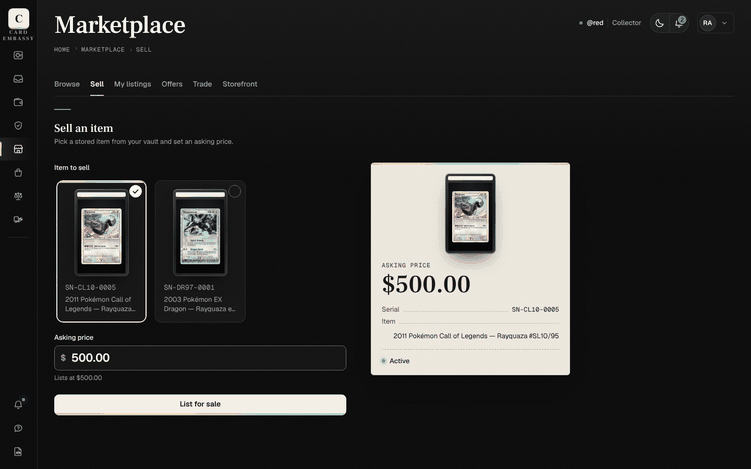 C
CARD
EMBASSY
Marketplace
@red
Collector
2
RA
HOME › MARKETPLACE › SELL
Browse
Sell
My listings
Offers
Trade
Storefront
Sell an item
Pick a stored item from your vault and set an asking price.
Item to sell
SN-CL10-0005
2011 Pokémon Call of
Legends — Rayquaza…
SN-DR97-0001
2003 Pokémon EX
Dragon — Rayquaza e…
Asking price
$ 500.00
Lists at $500.00
List for sale
ASKING PRICE
$500.00
Serial
SN-CL10-0005
Item
2011 Pokémon Call of Legends — Rayquaza #SL10/95
Active